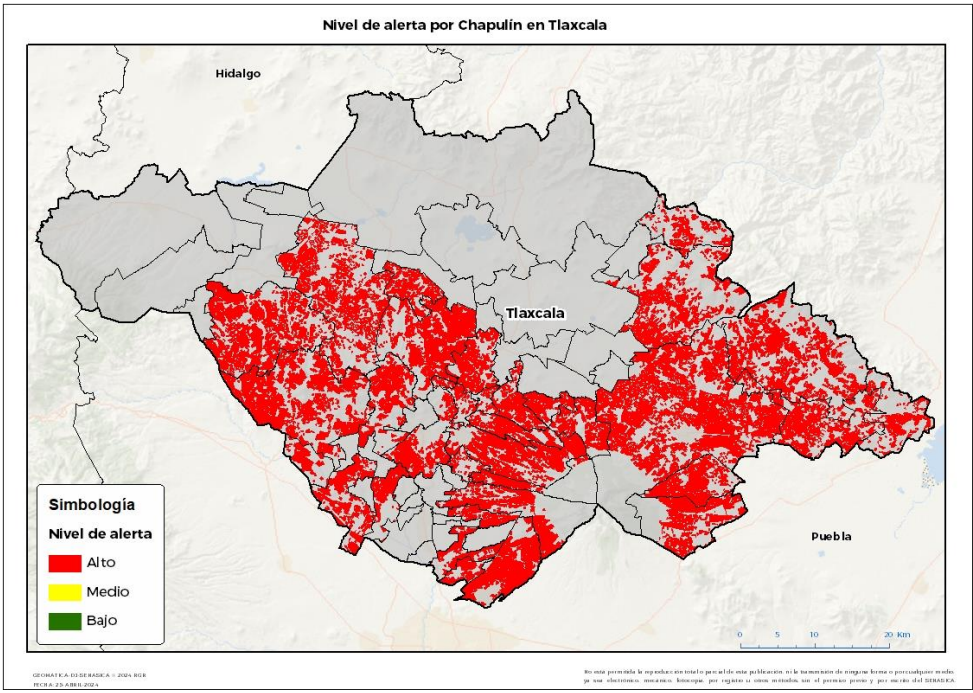 Nivel de alerta por Chapulín en Tlaxcala
Hidalgo
Tlaxcala
Puebla
Simbología
Nivel de alerta
Alto
Medio
Bajo
0 5 10 20 Km
GEOMATICA-DJ-SENASICA © 2024 RGR
FECHA: 25-ABRIL-2024
No esta permitida la reproducción total o parcial de esta publicación, ni la transmisión de ninguna forma o por cualquier medio,
ya sea electrónico, mecánico, fotocopia, por registro u otros métodos, sin el permiso previo y por escrito del SENASICA.